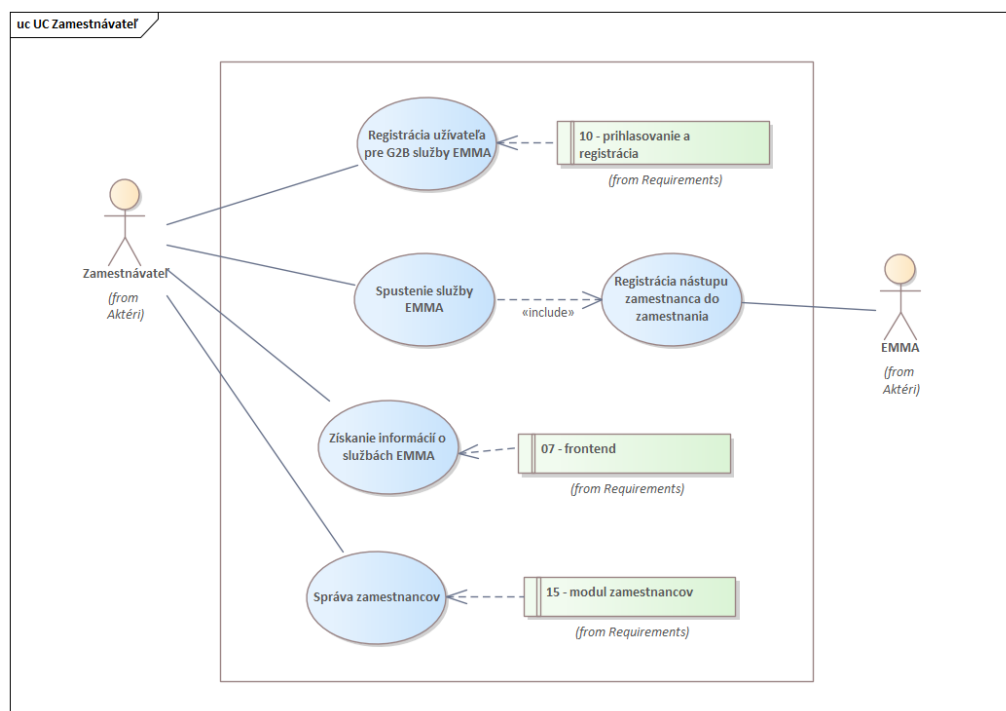 uc UC Zamestnávateľ
Registrácia užívateľa
pre G2B služby EMMA
10 - prihlasovanie a
registrácia
(from Requirements)
Zamestnávateľ
(from
Aktéri)
Spustenie služby
EMMA
«include»
Registrácia nástupu
zamestnanca do
zamestnania
EMMA
(from
Aktéri)
Získanie informácií o
službách EMMA
07 - frontend
(from Requirements)
Správa zamestnancov
15 - modul zamestnancov
(from Requirements)